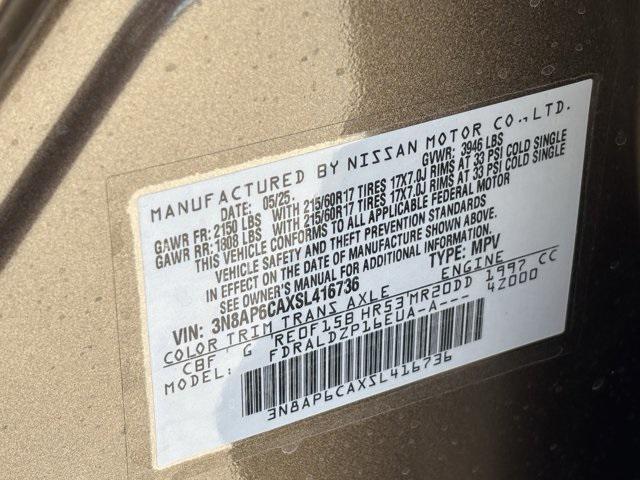 MANUFACTURED BY NISSAN MOTOR CO.,LTD.
DATE: 05/25 GVWR: 3946 LBS
GAWR FR: 2150 LBS WITH 215/60R17 TIRES 17X7.0J RIMS AT 33 PSI COLD SINGLE
GAWR RR: 1808 LBS WITH 215/60R17 TIRES 17X7.0J RIMS AT 33 PSI COLD SINGLE
THIS VEHICLE CONFORMS TO ALL APPLICABLE FEDERAL MOTOR
VEHICLE SAFETY AND THEFT PREVENTION STANDARDS
IN EFFECT ON THE DATE OF MANUFACTURE SHOWN ABOVE.
SEE OWNER'S MANUAL FOR ADDITIONAL INFORMATION.
VIN: 3N8AP6CAXSL416736 TYPE: MPV
COLOR TRIM TRANS AXLE ENGINE
CBF G RE0F15B HR53 MR20DD 1997 CC
MODEL: FDRALDZP16EUA-A--- 42000
3N8AP6CAXSL416736